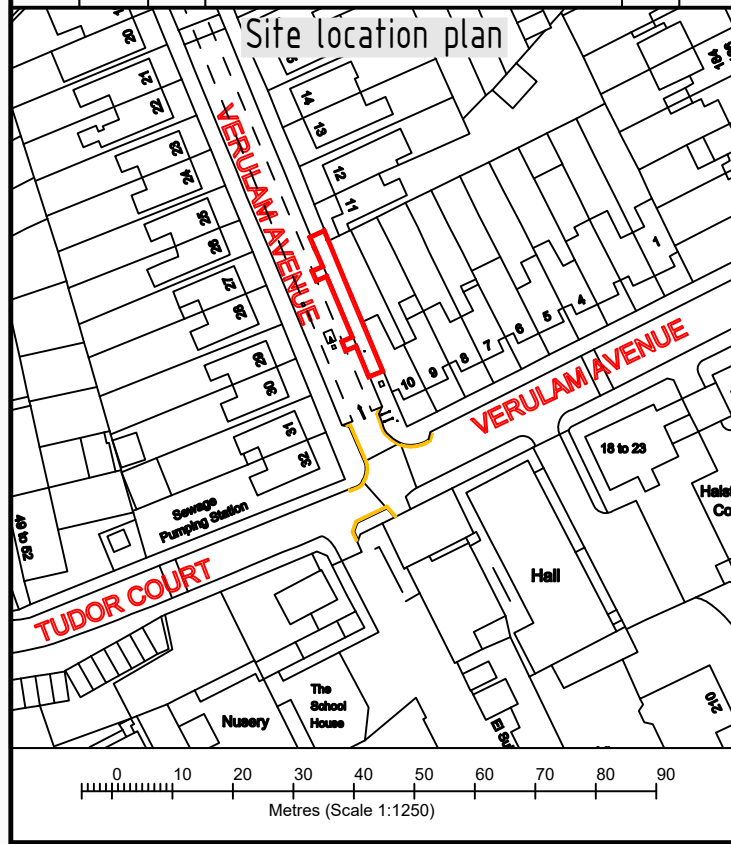 Site location plan
20
21
22
23
24
25
26
27
28
29
30
31
32
14
13
12
11
VERULAM AVENUE
10
9
8
7
6
5
4
1
VERULAM AVENUE
184
18 to 23
Hall
Sewage
Pumping Station
49 to 52
TUDOR COURT
The
School
House
Nusery
210
0 10 20 30 40 50 60 70 80 90
Metres (Scale 1:1250)